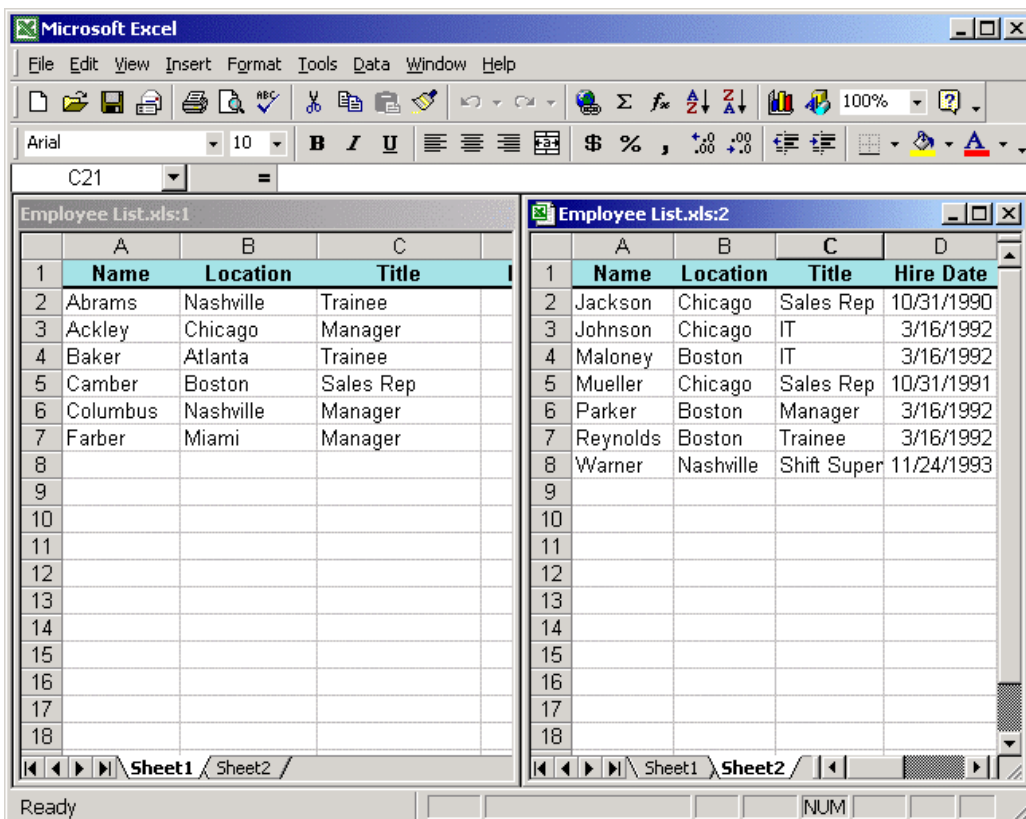 Microsoft Excel
File Edit View Insert Format Tools Data Window Help
ABC Σ fx A Z Z A 100% ?
Arial 10 B I U a $ % , .0 .00 .00 .0 A
C21 =
Employee List.xls:1
A B C
1 Name Location Title
2 Abrams Nashville Trainee
3 Ackley Chicago Manager
4 Baker Atlanta Trainee
5 Camber Boston Sales Rep
6 Columbus Nashville Manager
7 Farber Miami Manager
8
9
10
11
12
13
14
15
16
17
18
Sheet1 Sheet2
Employee List.xls:2
A B C D
1 Name Location Title Hire Date
2 Jackson Chicago Sales Rep 10/31/1990
3 Johnson Chicago IT 3/16/1992
4 Maloney Boston IT 3/16/1992
5 Mueller Chicago Sales Rep 10/31/1991
6 Parker Boston Manager 3/16/1992
7 Reynolds Boston Trainee 3/16/1992
8 Warner Nashville Shift Super 11/24/1993
9
10
11
12
13
14
15
16
17
18
Sheet1 Sheet2
Ready NUM